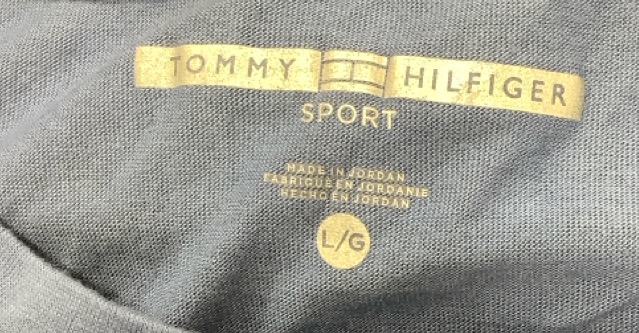 TOMMY HILFIGER
SPORT
MADE IN JORDAN
FABRIQUÉ EN JORDANIE
HECHO EN JORDAN
L/G